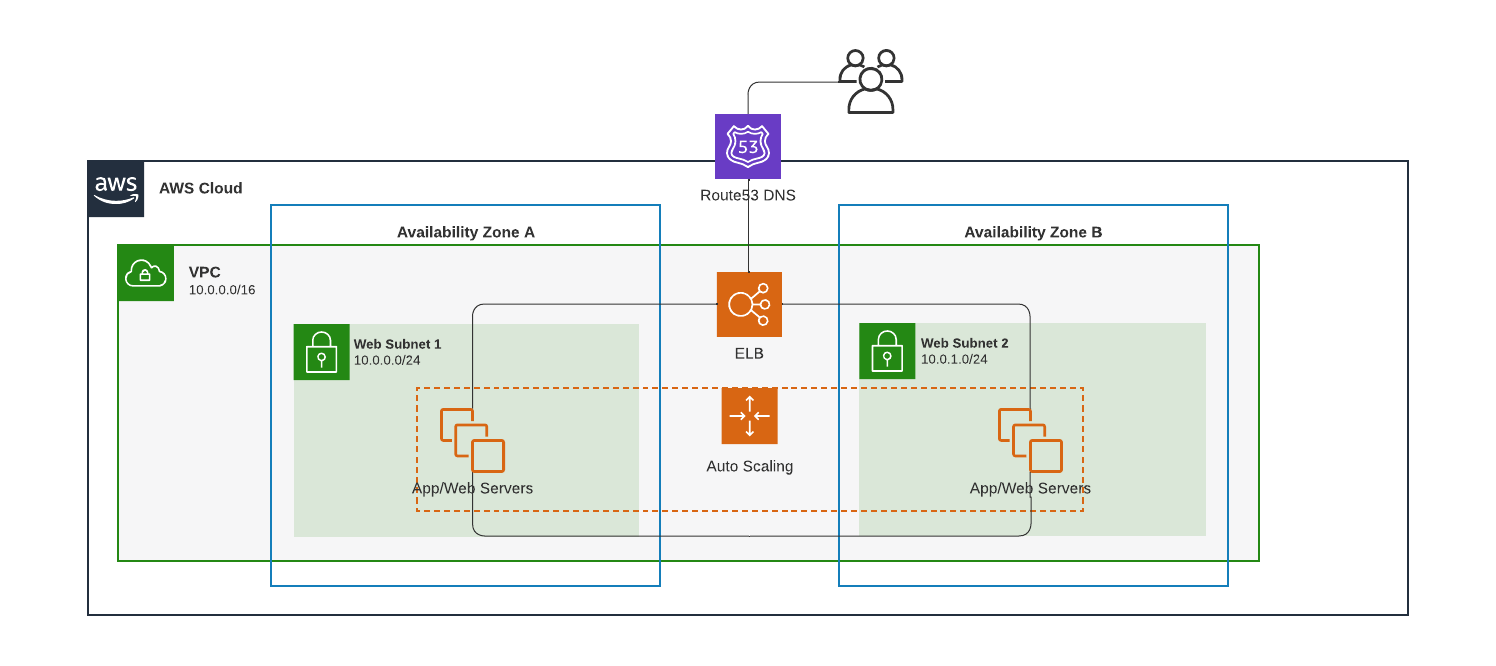 53
Route53 DNS
aws
AWS Cloud
Availability Zone A
Availability Zone B
VPC
10.0.0.0/16
ELB
Web Subnet 1
10.0.0.0/24
Web Subnet 2
10.0.1.0/24
Auto Scaling
App/Web Servers
App/Web Servers